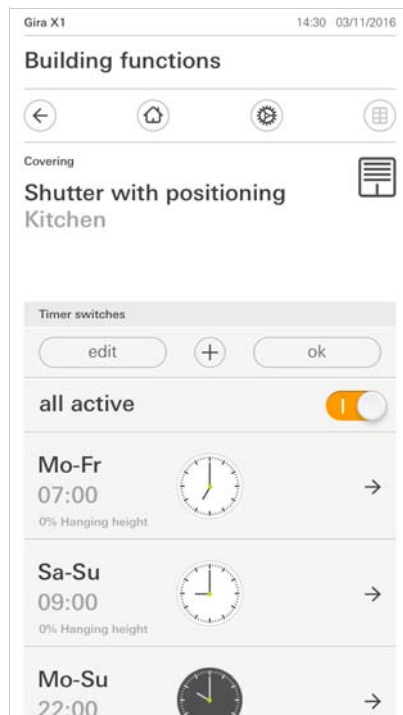 Gira X1 14:30 03/11/2016
Building functions
Covering
Shutter with positioning
Kitchen
Timer switches
edit + ok
all active
Mo-Fr
07:00
0% Hanging height
Sa-Su
09:00
0% Hanging height
Mo-Su
22:00